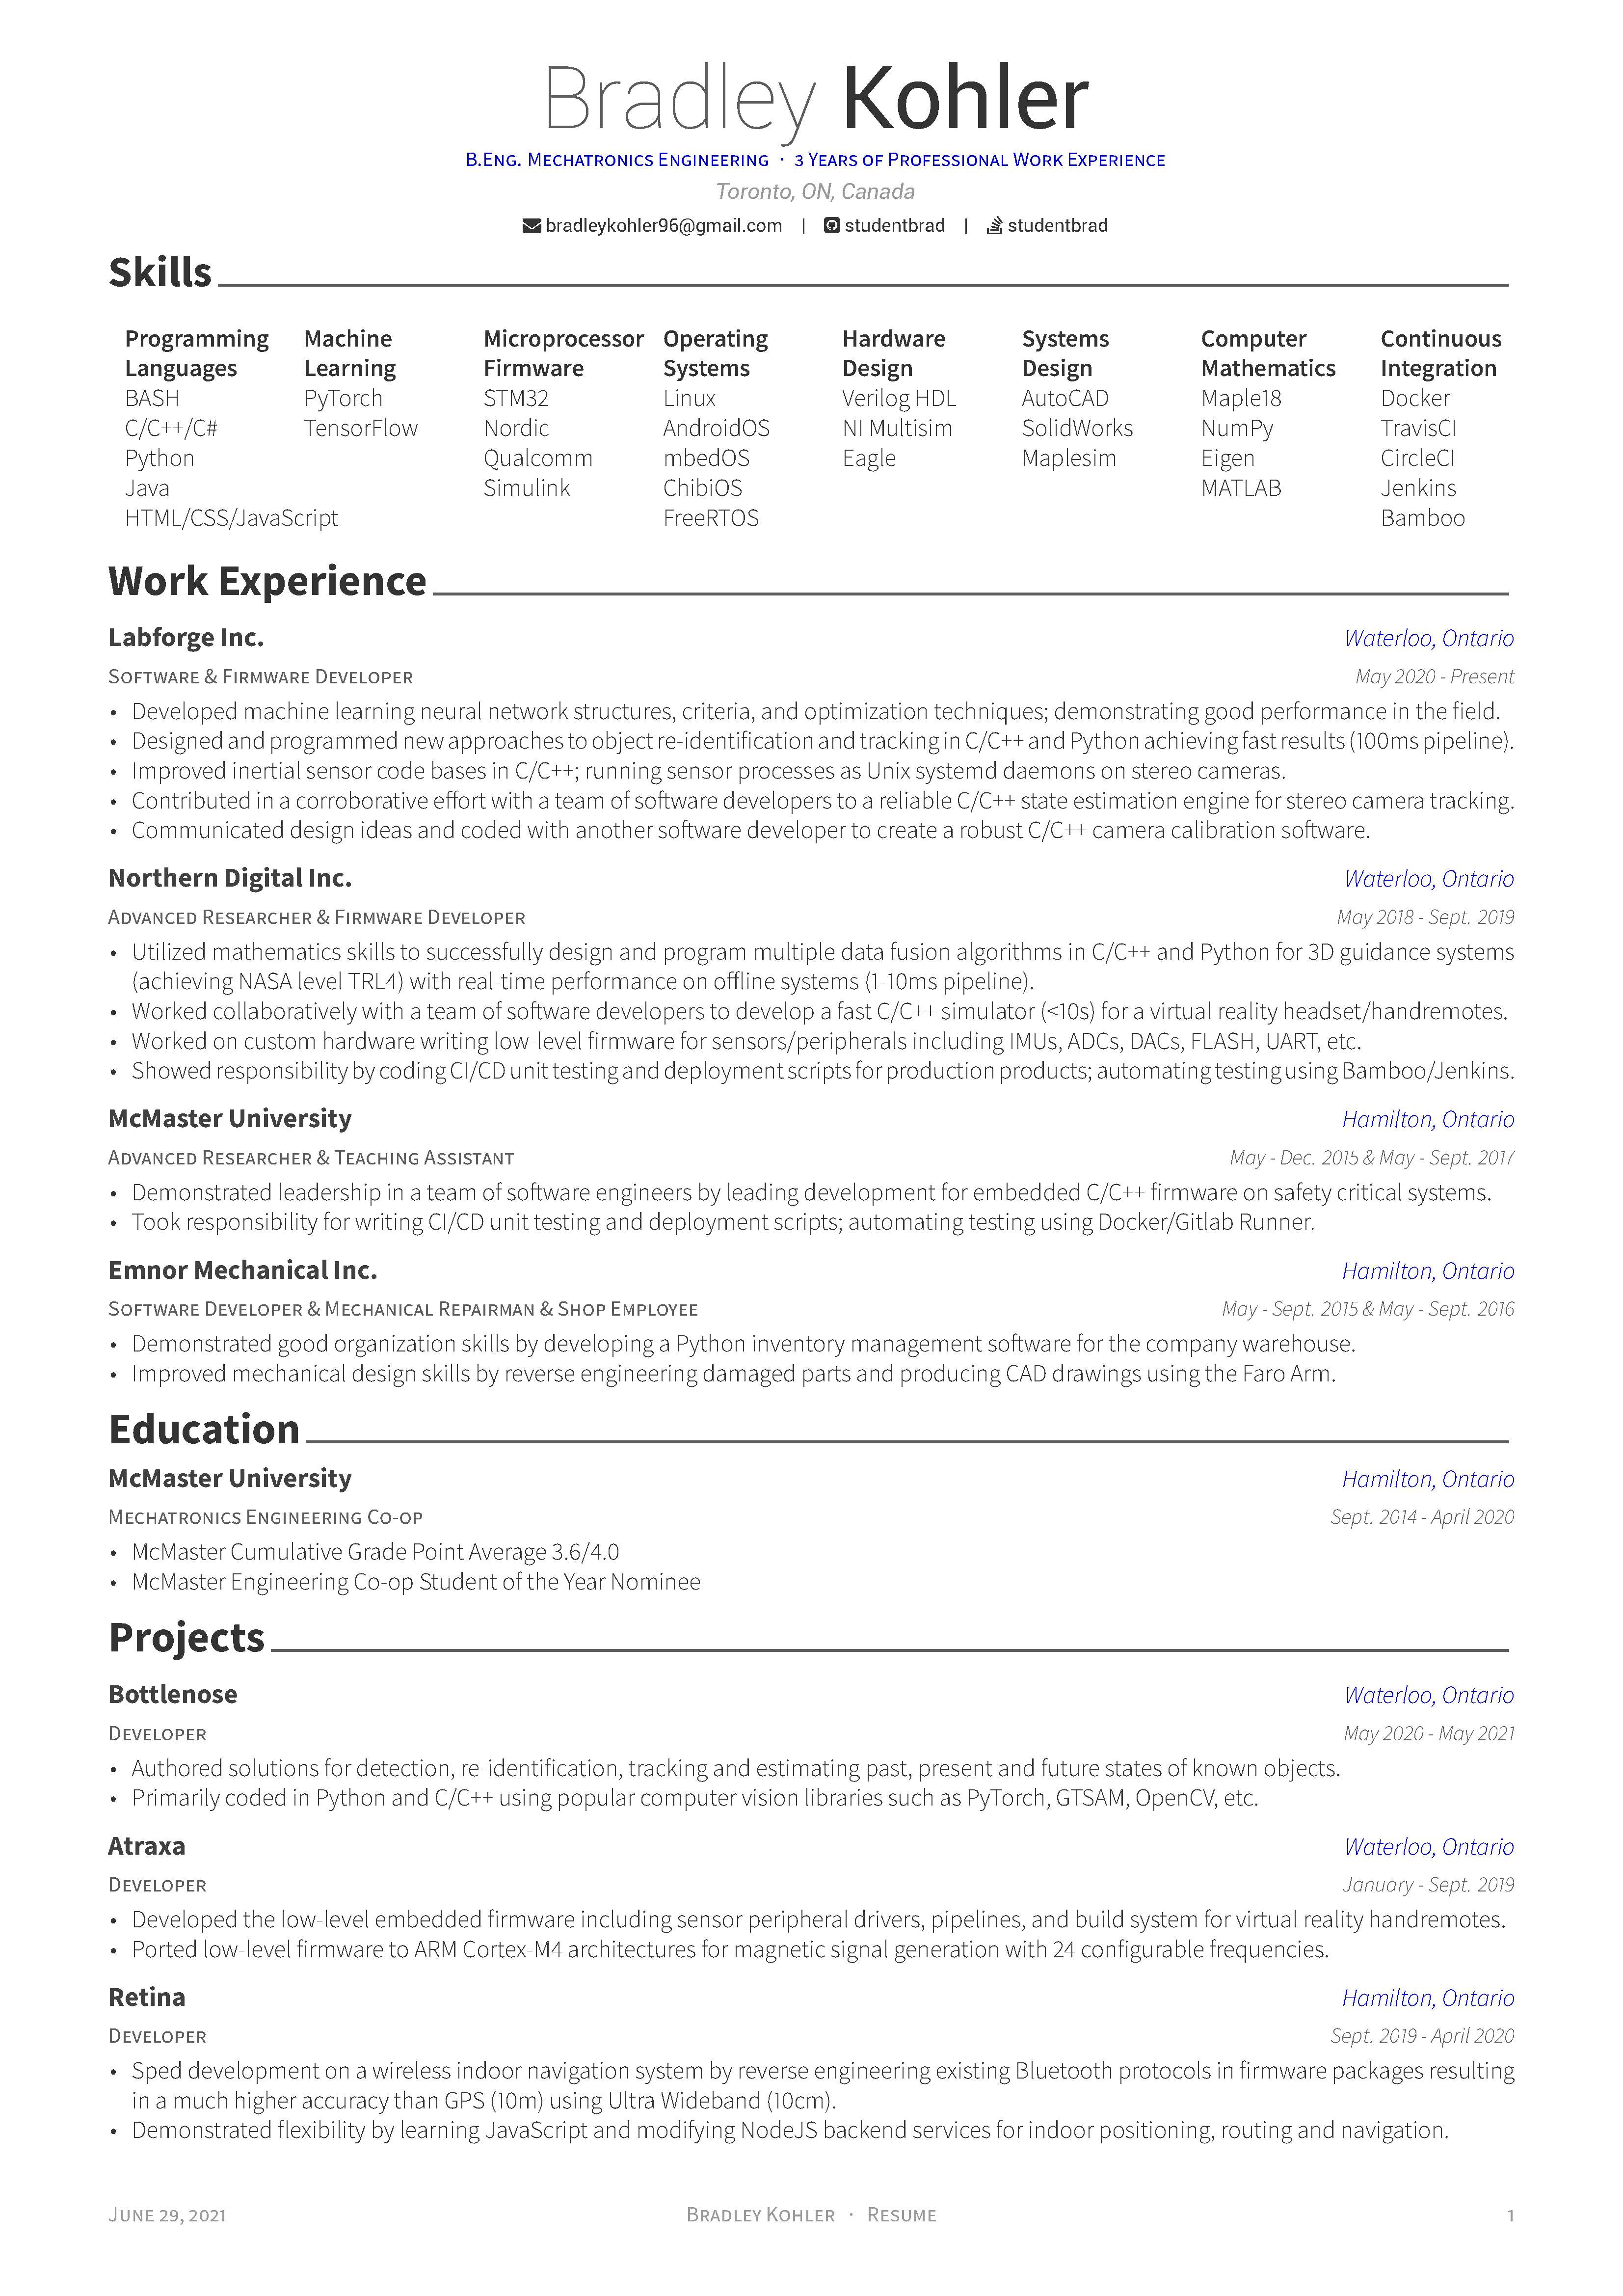 Bradley Kohler
B.Eng. Mechatronics Engineering · 3 Years of Professional Work Experience
Toronto, ON, Canada
bradleykohler96@gmail.com | studentbrad | studentbrad
Skills
Programming Machine Microprocessor Operating Hardware Systems Computer Continuous
Languages Learning Firmware Systems Design Design Mathematics Integration
BASH PyTorch STM32 Linux Verilog HDL AutoCAD Maple18 Docker
C/C++/C# TensorFlow Nordic AndroidOS NI Multisim SolidWorks NumPy TravisCI
Python Qualcomm mbedOS Eagle Maplesim Eigen CircleCI
Java Simulink ChibiOS MATLAB Jenkins
HTML/CSS/JavaScript FreeRTOS Bamboo
Work Experience
Labforge Inc. Waterloo, Ontario
Software & Firmware Developer May 2020 - Present
• Developed machine learning neural network structures, criteria, and optimization techniques; demonstrating good performance in the field.
• Designed and programmed new approaches to object re-identification and tracking in C/C++ and Python achieving fast results (100ms pipeline).
• Improved inertial sensor code bases in C/C++; running sensor processes as Unix systemd daemons on stereo cameras.
• Contributed in a corroborative effort with a team of software developers to a reliable C/C++ state estimation engine for stereo camera tracking.
• Communicated design ideas and coded with another software developer to create a robust C/C++ camera calibration software.
Northern Digital Inc. Waterloo, Ontario
Advanced Researcher & Firmware Developer May 2018 - Sept. 2019
• Utilized mathematics skills to successfully design and program multiple data fusion algorithms in C/C++ and Python for 3D guidance systems
(achieving NASA level TRL4) with real-time performance on offline systems (1-10ms pipeline).
• Worked collaboratively with a team of software developers to develop a fast C/C++ simulator (<10s) for a virtual reality headset/handremotes.
• Worked on custom hardware writing low-level firmware for sensors/peripherals including IMUs, ADCs, DACs, FLASH, UART, etc.
• Showed responsibility by coding CI/CD unit testing and deployment scripts for production products; automating testing using Bamboo/Jenkins.
McMaster University Hamilton, Ontario
Advanced Researcher & Teaching Assistant May - Dec. 2015 & May - Sept. 2017
• Demonstrated leadership in a team of software engineers by leading development for embedded C/C++ firmware on safety critical systems.
• Took responsibility for writing CI/CD unit testing and deployment scripts; automating testing using Docker/Gitlab Runner.
Emnor Mechanical Inc. Hamilton, Ontario
Software Developer & Mechanical Repairman & Shop Employee May - Sept. 2015 & May - Sept. 2016
• Demonstrated good organization skills by developing a Python inventory management software for the company warehouse.
• Improved mechanical design skills by reverse engineering damaged parts and producing CAD drawings using the Faro Arm.
Education
McMaster University Hamilton, Ontario
Mechatronics Engineering Co-op Sept. 2014 - April 2020
• McMaster Cumulative Grade Point Average 3.6/4.0
• McMaster Engineering Co-op Student of the Year Nominee
Projects
Bottlenose Waterloo, Ontario
Developer May 2020 - May 2021
• Authored solutions for detection, re-identification, tracking and estimating past, present and future states of known objects.
• Primarily coded in Python and C/C++ using popular computer vision libraries such as PyTorch, GTSAM, OpenCV, etc.
Atraxa Waterloo, Ontario
Developer January - Sept. 2019
• Developed the low-level embedded firmware including sensor peripheral drivers, pipelines, and build system for virtual reality handremotes.
• Ported low-level firmware to ARM Cortex-M4 architectures for magnetic signal generation with 24 configurable frequencies.
Retina Hamilton, Ontario
Developer Sept. 2019 - April 2020
• Sped development on a wireless indoor navigation system by reverse engineering existing Bluetooth protocols in firmware packages resulting
in a much higher accuracy than GPS (10m) using Ultra Wideband (10cm).
• Demonstrated flexibility by learning JavaScript and modifying NodeJS backend services for indoor positioning, routing and navigation.
June 29, 2021 Bradley Kohler · Resume 1